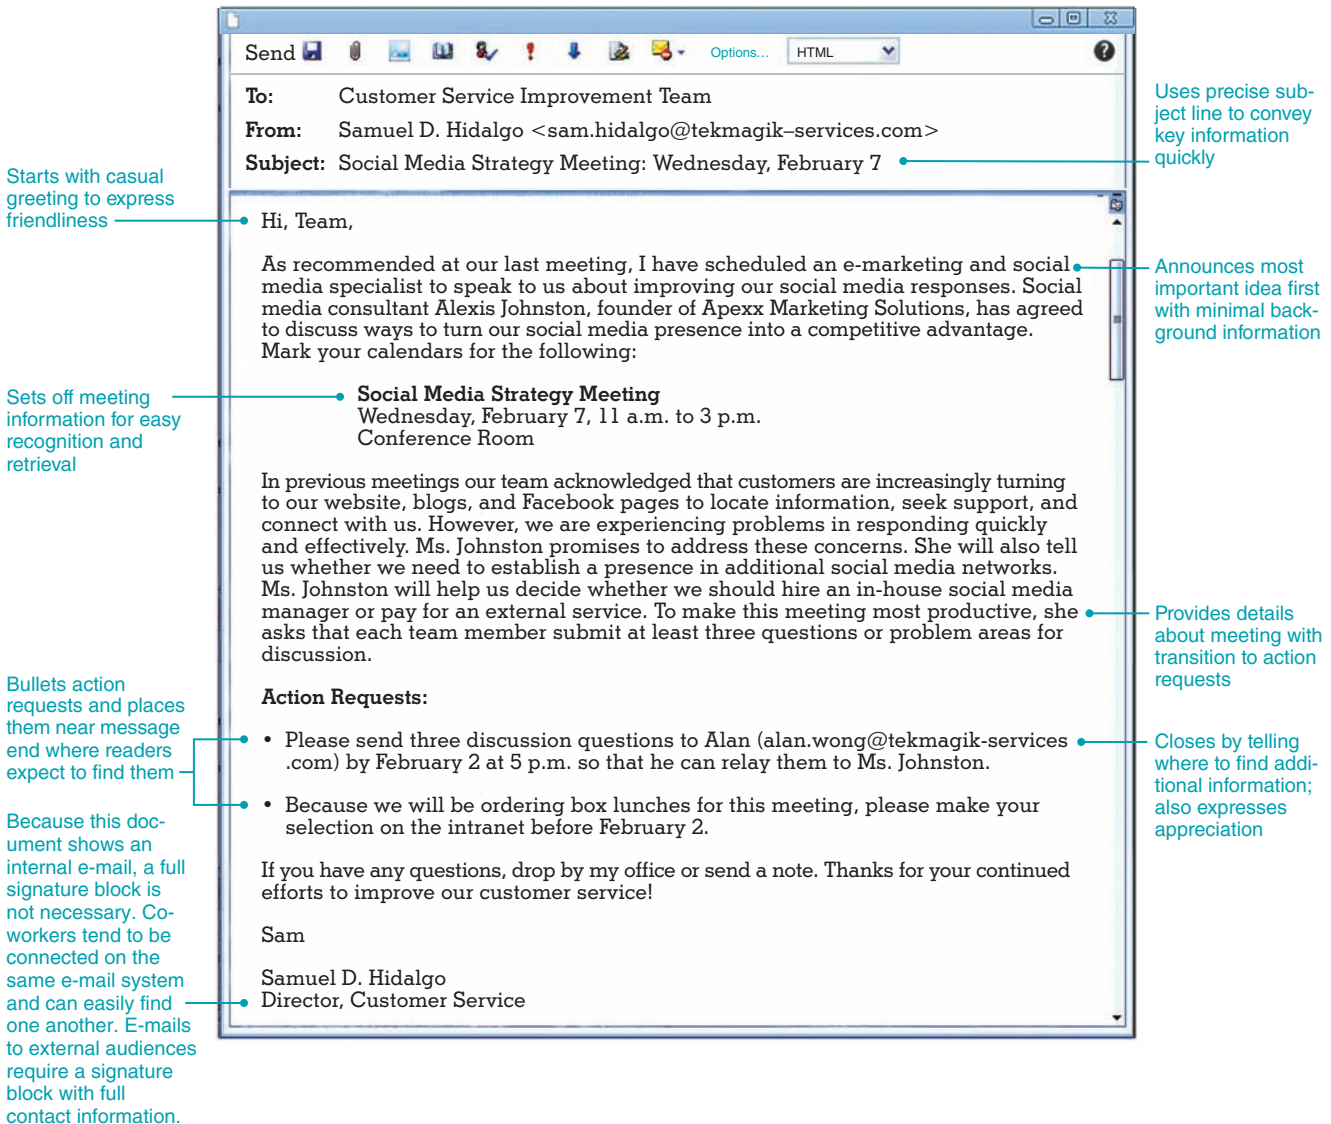 Send
Options...
HTML
To: Customer Service Improvement Team
From: Samuel D. Hidalgo <sam.hidalgo@tekmagik–services.com>
Subject: Social Media Strategy Meeting: Wednesday, February 7
Uses precise sub-
ject line to convey
key information
quickly
Starts with casual
greeting to express
friendliness
Hi, Team,
As recommended at our last meeting, I have scheduled an e-marketing and social
media specialist to speak to us about improving our social media responses. Social
media consultant Alexis Johnston, founder of Apexx Marketing Solutions, has agreed
to discuss ways to turn our social media presence into a competitive advantage.
Mark your calendars for the following:
Announces most
important idea first
with minimal back-
ground information
Sets off meeting
information for easy
recognition and
retrieval
Social Media Strategy Meeting
Wednesday, February 7, 11 a.m. to 3 p.m.
Conference Room
In previous meetings our team acknowledged that customers are increasingly turning
to our website, blogs, and Facebook pages to locate information, seek support, and
connect with us. However, we are experiencing problems in responding quickly
and effectively. Ms. Johnston promises to address these concerns. She will also tell
us whether we need to establish a presence in additional social media networks.
Ms. Johnston will help us decide whether we should hire an in-house social media
manager or pay for an external service. To make this meeting most productive, she
asks that each team member submit at least three questions or problem areas for
discussion.
Provides details
about meeting with
transition to action
requests
Bullets action
requests and places
them near message
end where readers
expect to find them
Action Requests:
• Please send three discussion questions to Alan (alan.wong@tekmagik-services
.com) by February 2 at 5 p.m. so that he can relay them to Ms. Johnston.
• Because we will be ordering box lunches for this meeting, please make your
selection on the intranet before February 2.
Closes by telling
where to find addi-
tional information;
also expresses
appreciation
If you have any questions, drop by my office or send a note. Thanks for your continued
efforts to improve our customer service!
Sam
Samuel D. Hidalgo
Director, Customer Service
Because this doc-
ument shows an
internal e-mail, a full
signature block is
not necessary. Co-
workers tend to be
connected on the
same e-mail system
and can easily find
one another. E-mails
to external audiences
require a signature
block with full
contact information.